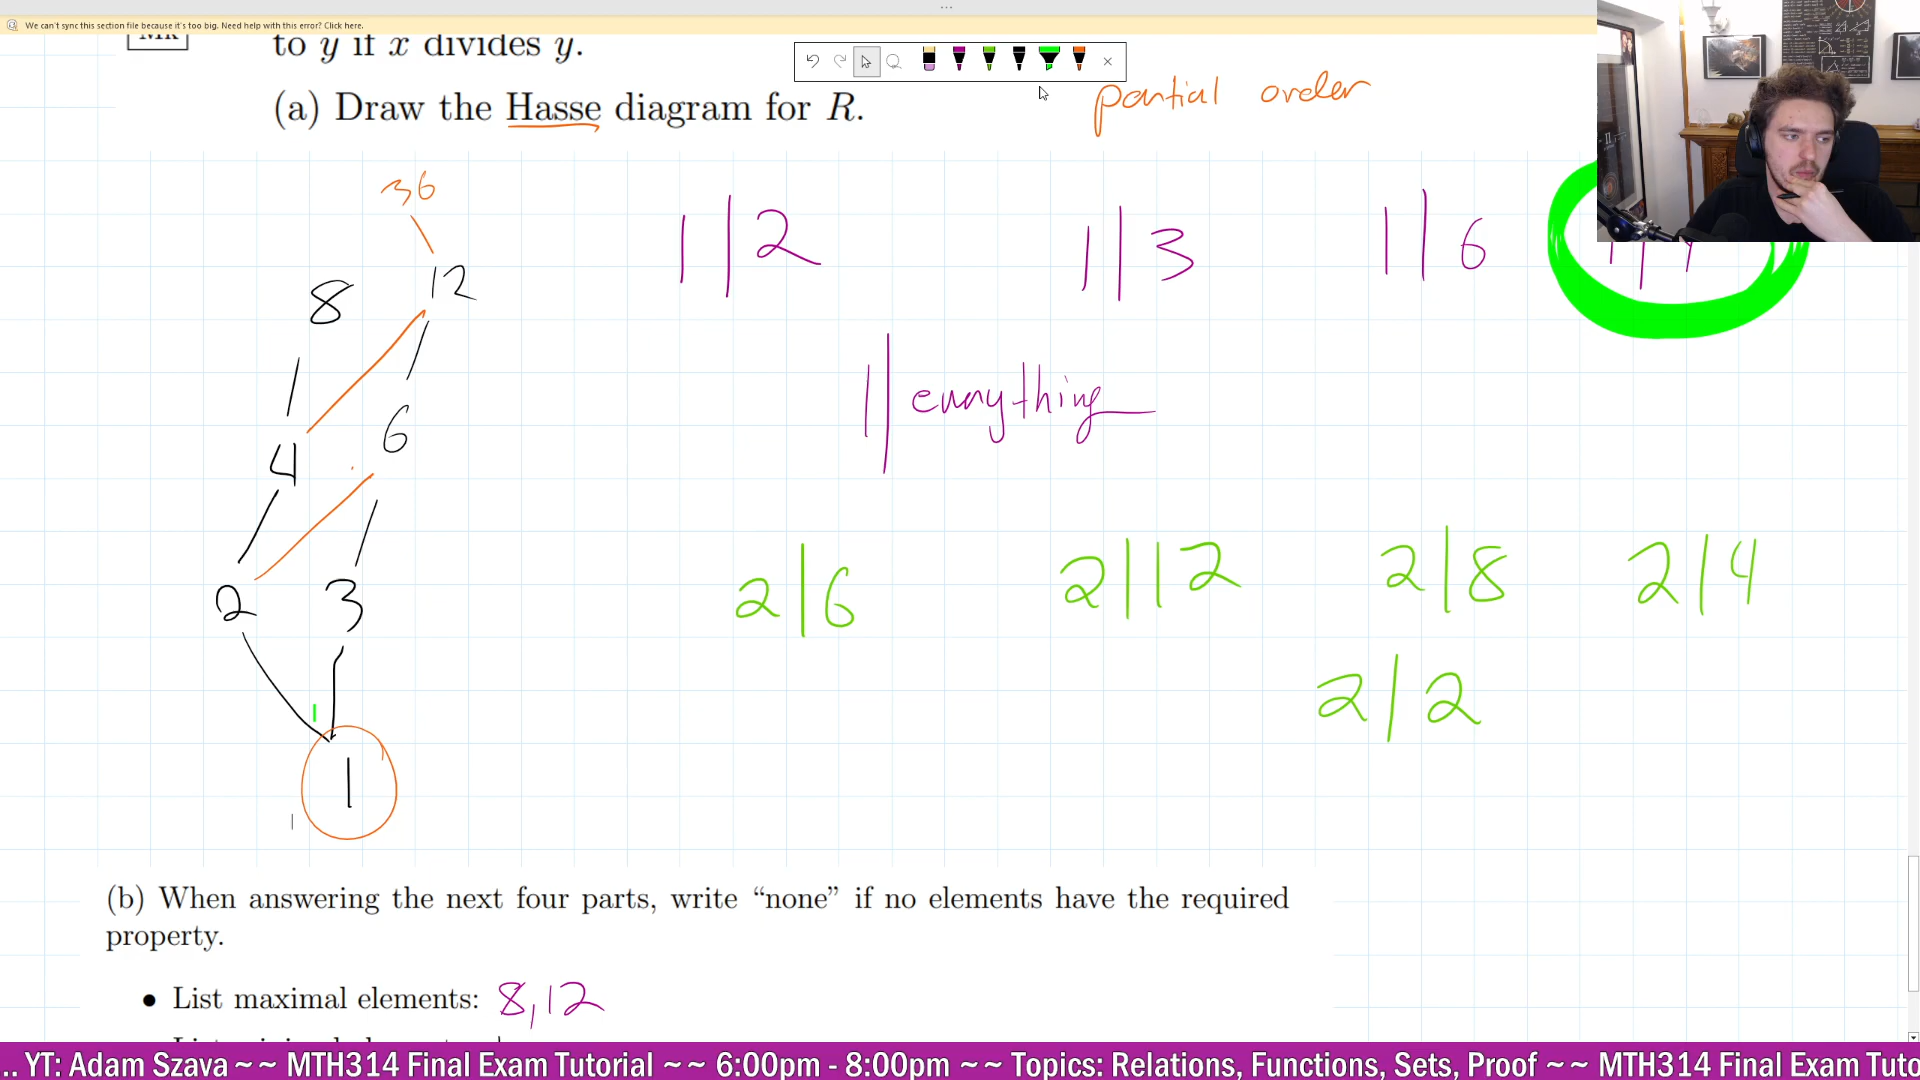 We can't sync this section file because it's too big. Need help with this error? Click here.
to y if x divides y.
(a) Draw the Hasse diagram for R.
partial order
36
8 12
4 6
2 3
1
1|2 1|3 1|6
1|everything
2|6 2|12 2|8 2|4
2|2
(b) When answering the next four parts, write “none” if no elements have the required
property.
• List maximal elements: 8,12
.. YT: Adam Szava ~~ MTH314 Final Exam Tutorial ~~ 6:00pm - 8:00pm ~~ Topics: Relations, Functions, Sets, Proof ~~ MTH314 Final Exam Tuto